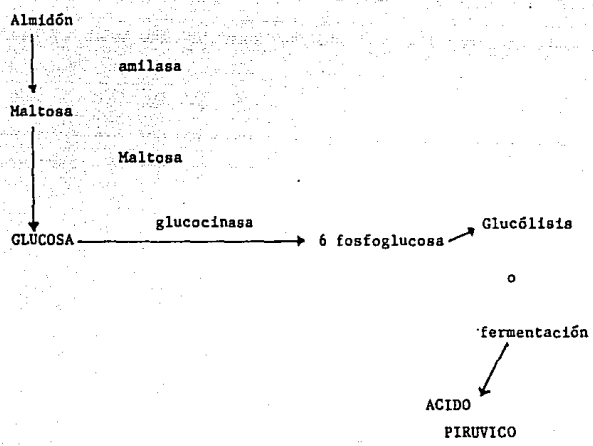 Almidón
amilasa
Maltosa
Maltosa
glucocinasa
GLUCOSA
6 fosfoglucosa
Glucólisis
o
fermentación
ACIDO
PIRUVICO